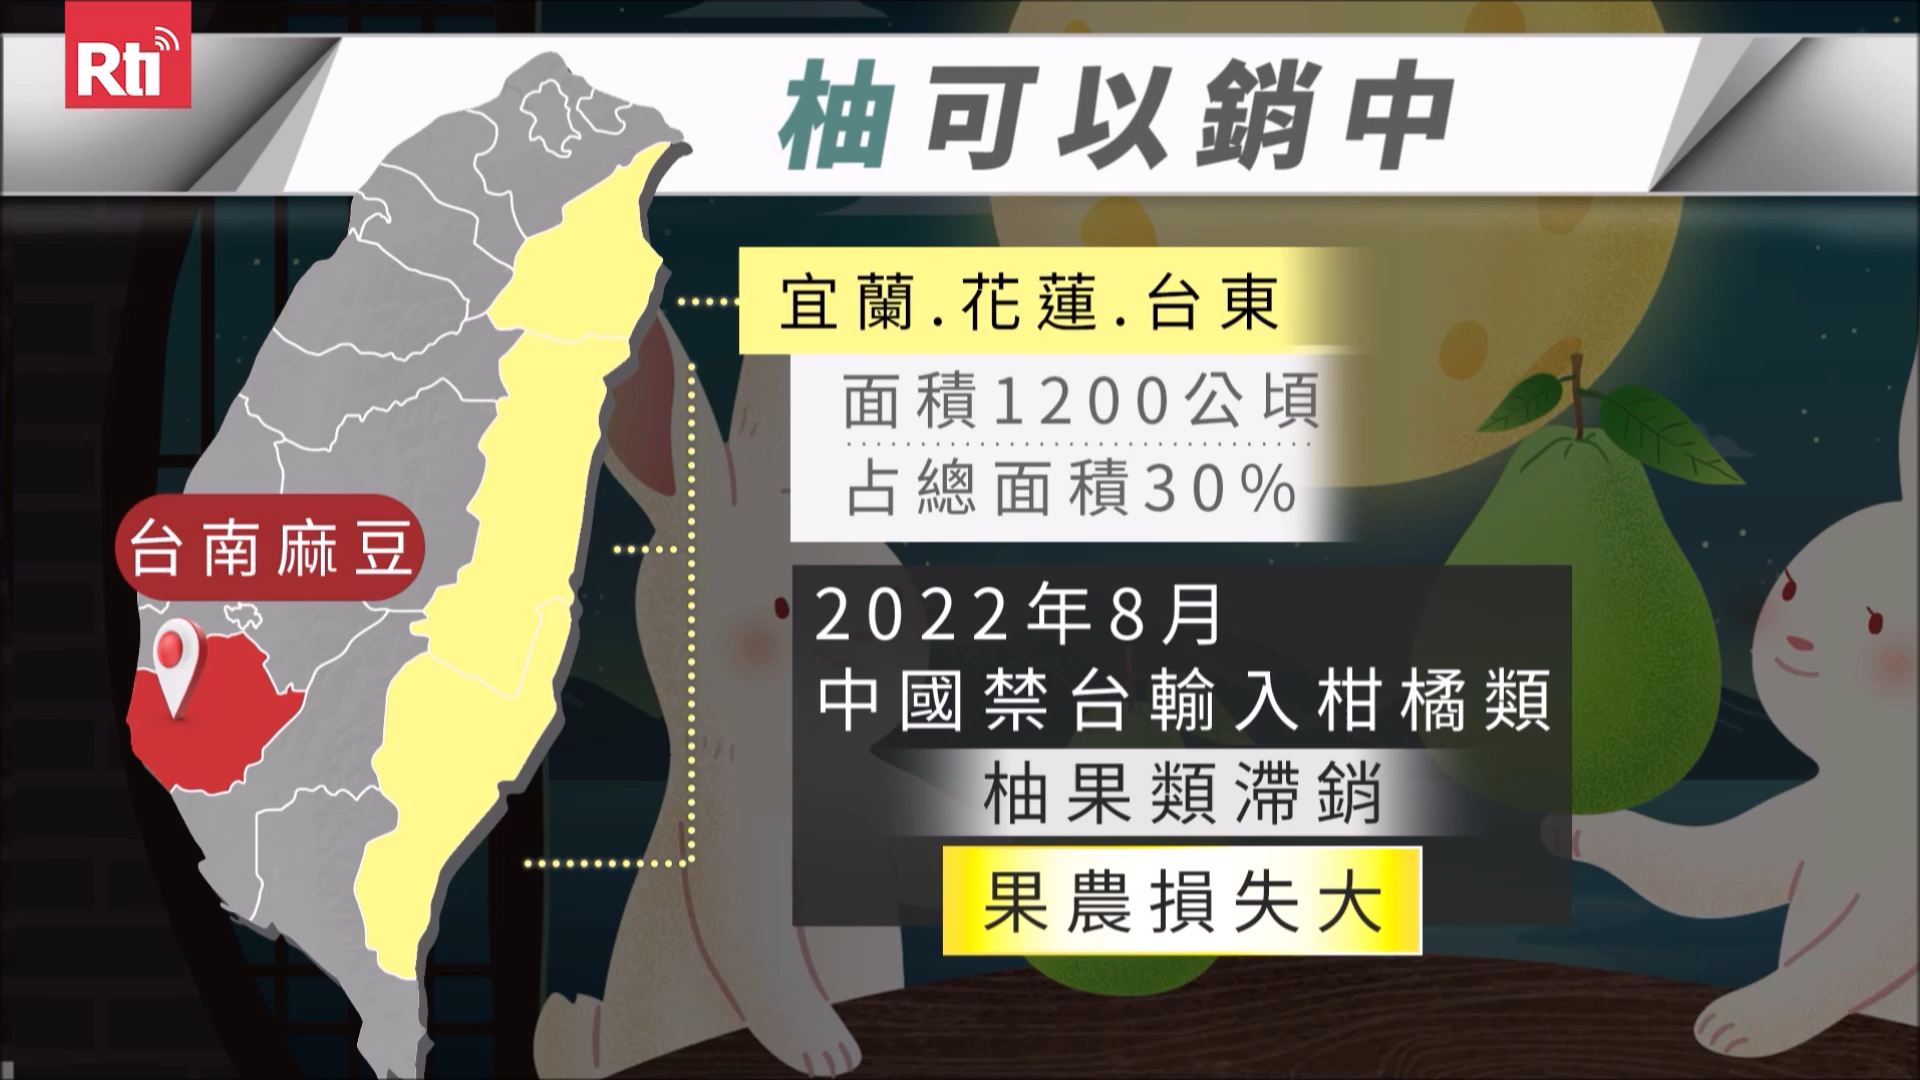 Rti
柚可以銷中
宜蘭.花蓮.台東
面積1200公頃
占總面積30%
台南麻豆
2022年8月
中國禁台輸入柑橘類
柚果類滯銷
果農損失大